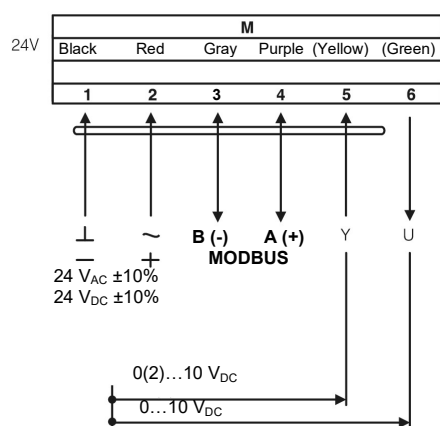 M
24V Black Red Gray Purple (Yellow) (Green)
1 2 3 4 5 6
⊥ ~ B (-) A (+) Y U
− + MODBUS
24 VAC ±10%
24 VDC ±10%
0(2)...10 VDC
0...10 VDC